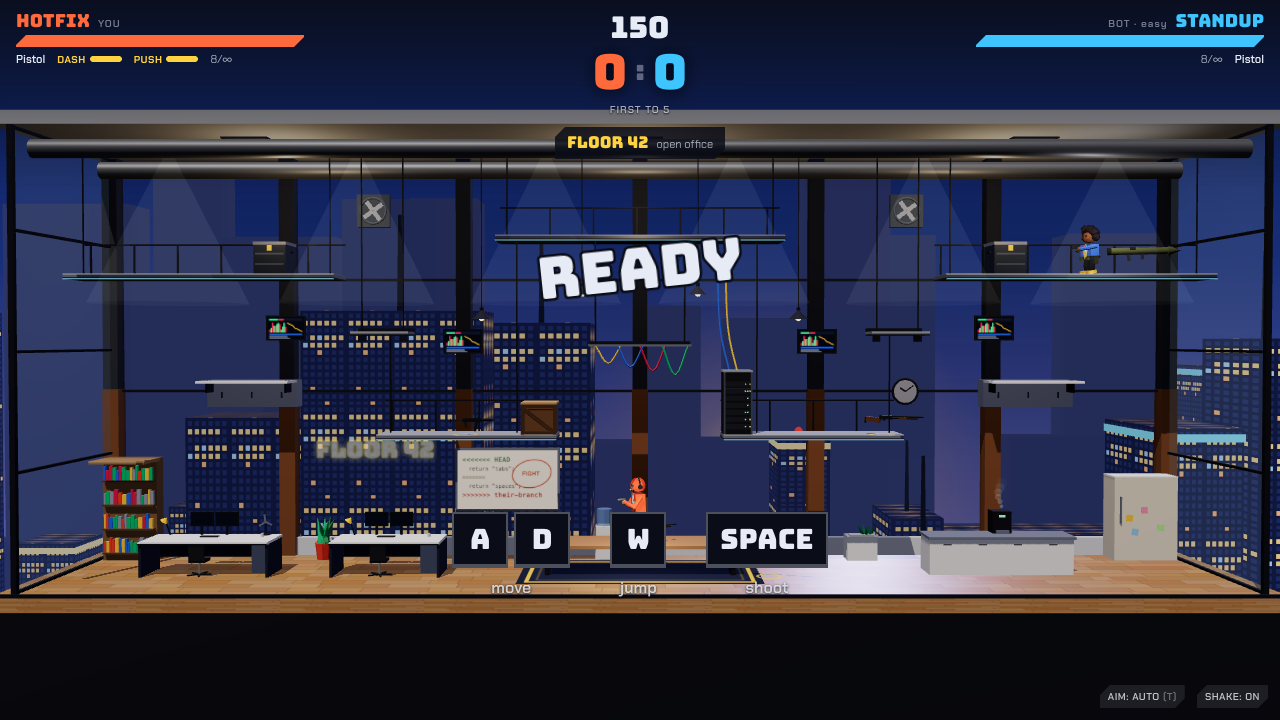 HOTFIX YOU
150
BOT · easy STANDUP
Pistol DASH PUSH 8/∞
0 : 0
8/∞ Pistol
FIRST TO 5
FLOOR 42 open office
READY
FLOOR 42
<<<<<<< HEAD
return "tabs"
=======
return "spaces"
>>>>>>> their-branch
FIGHT
A D W SPACE
move jump shoot
AIM: AUTO [T] SHAKE: ON